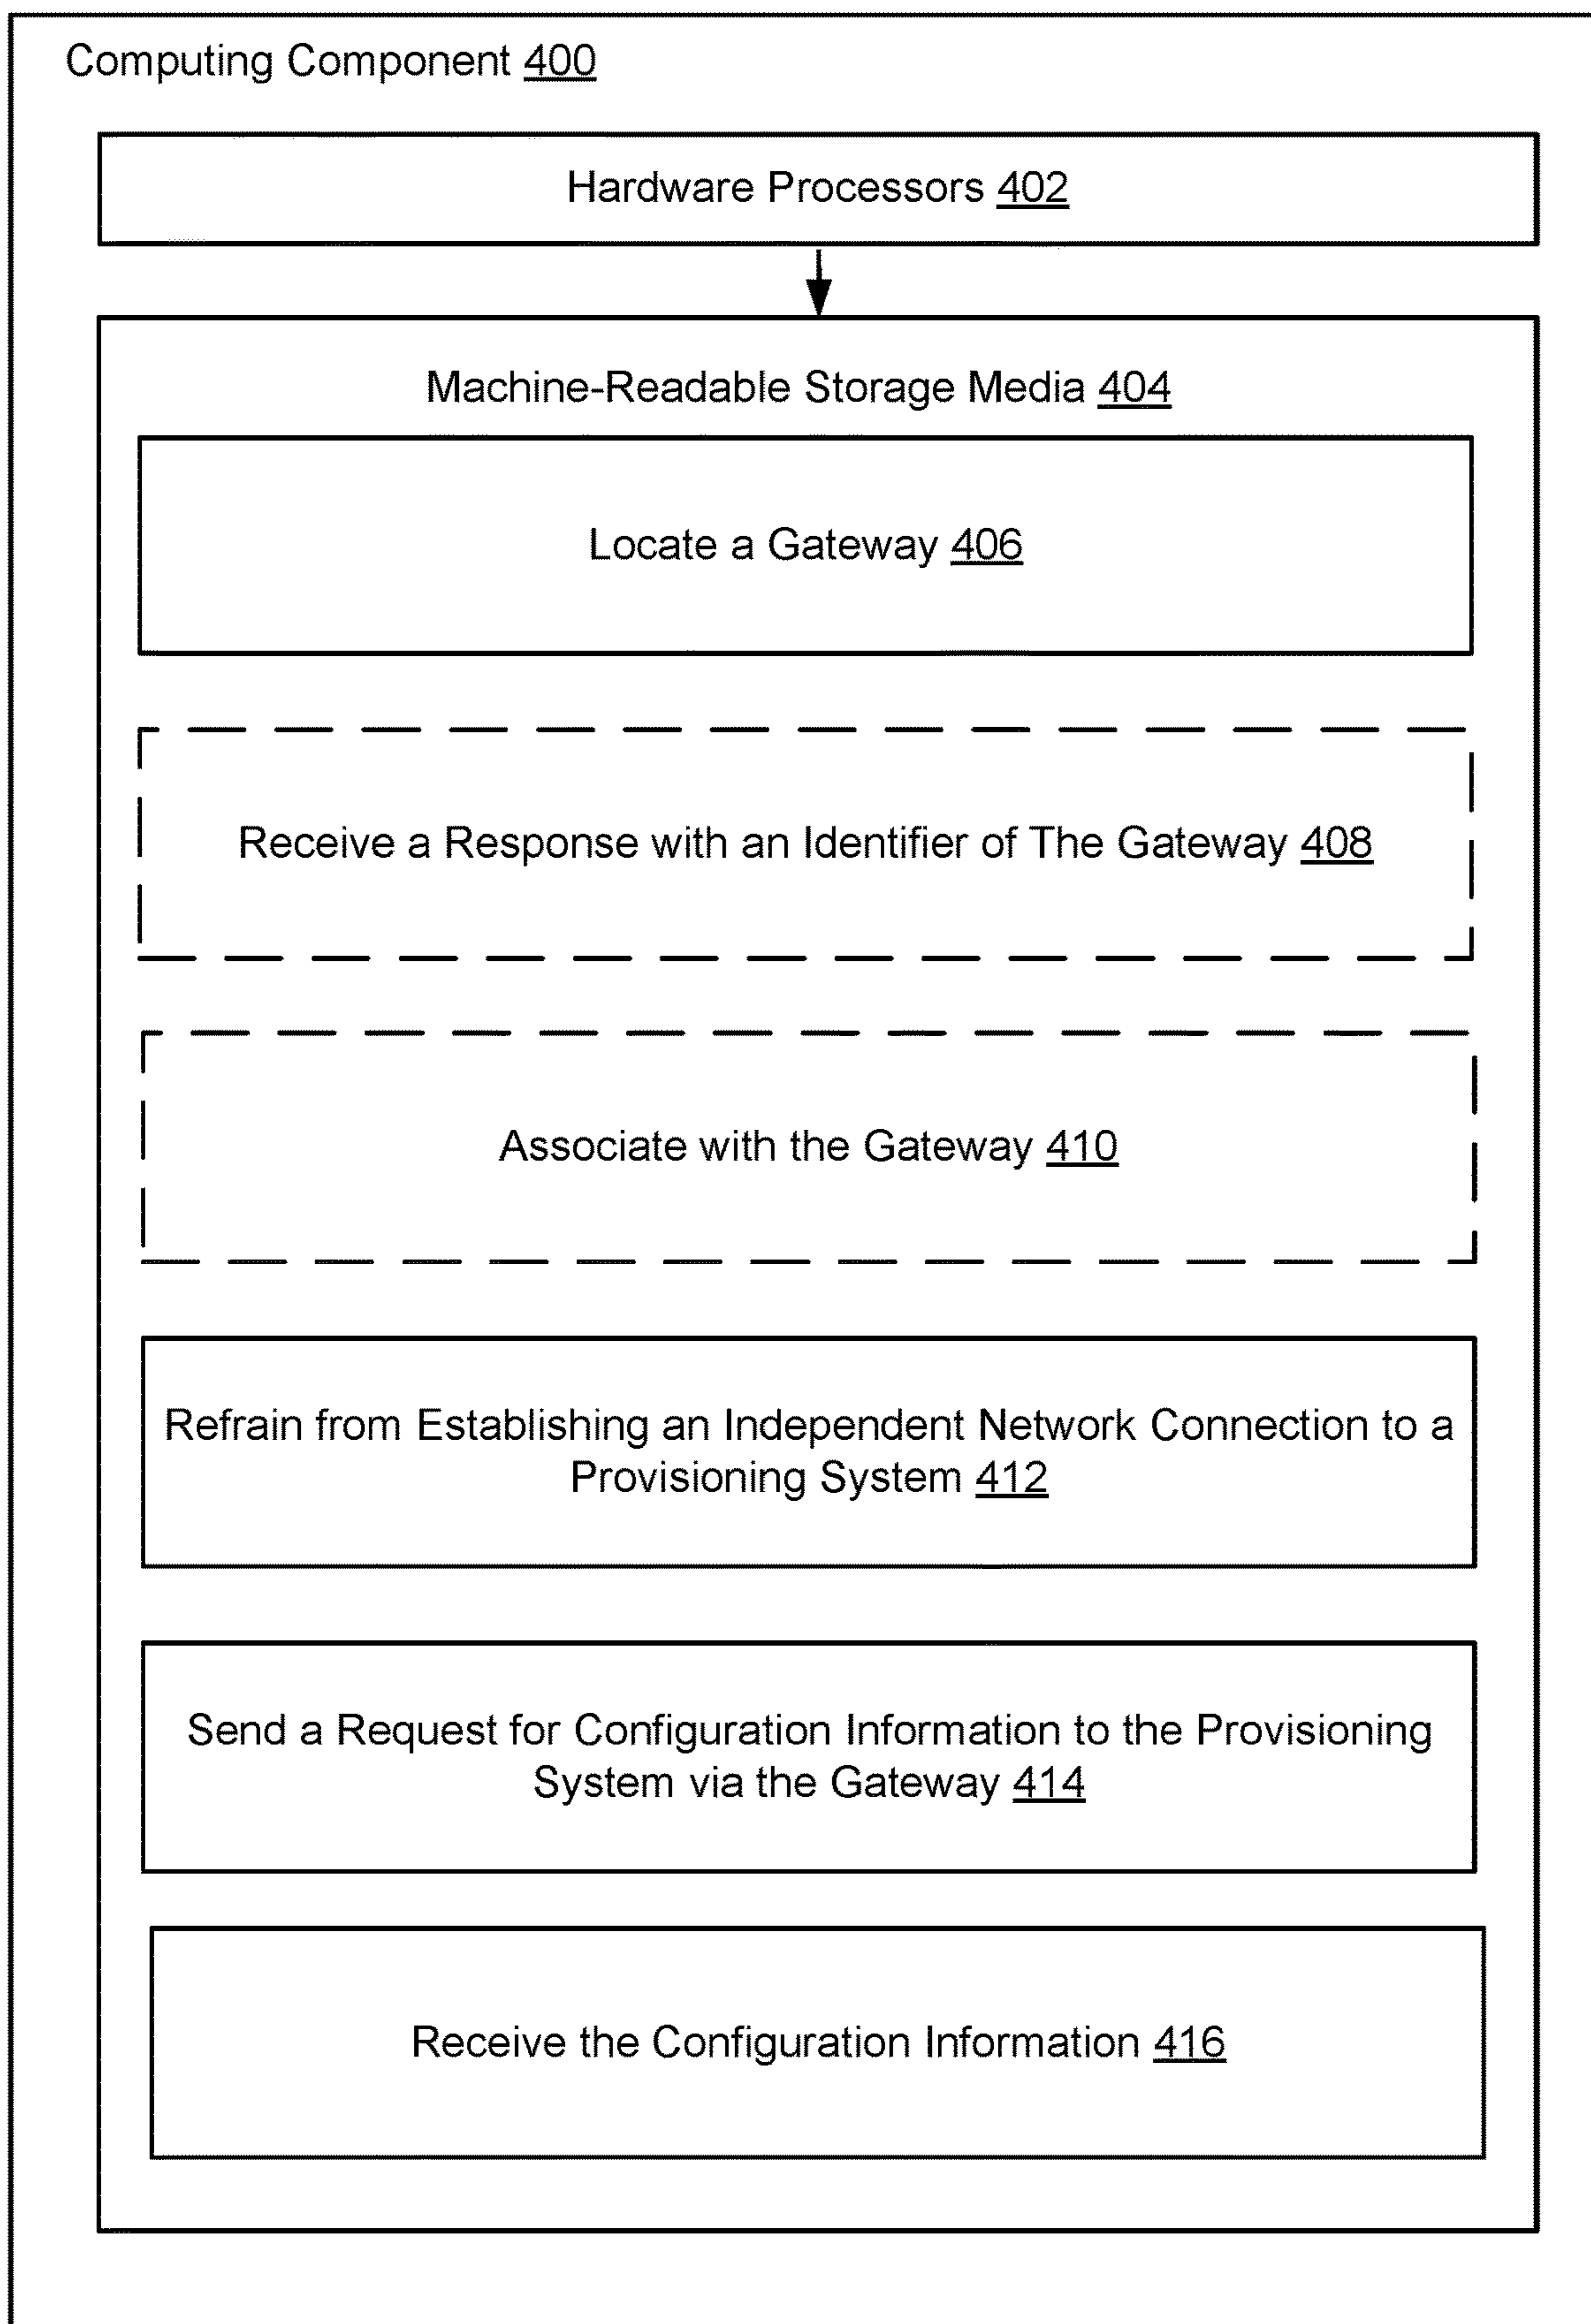 Computing Component 400
Hardware Processors 402
Machine-Readable Storage Media 404
Locate a Gateway 406
Receive a Response with an Identifier of The Gateway 408
Associate with the Gateway 410
Refrain from Establishing an Independent Network Connection to a
Provisioning System 412
Send a Request for Configuration Information to the Provisioning
System via the Gateway 414
Receive the Configuration Information 416